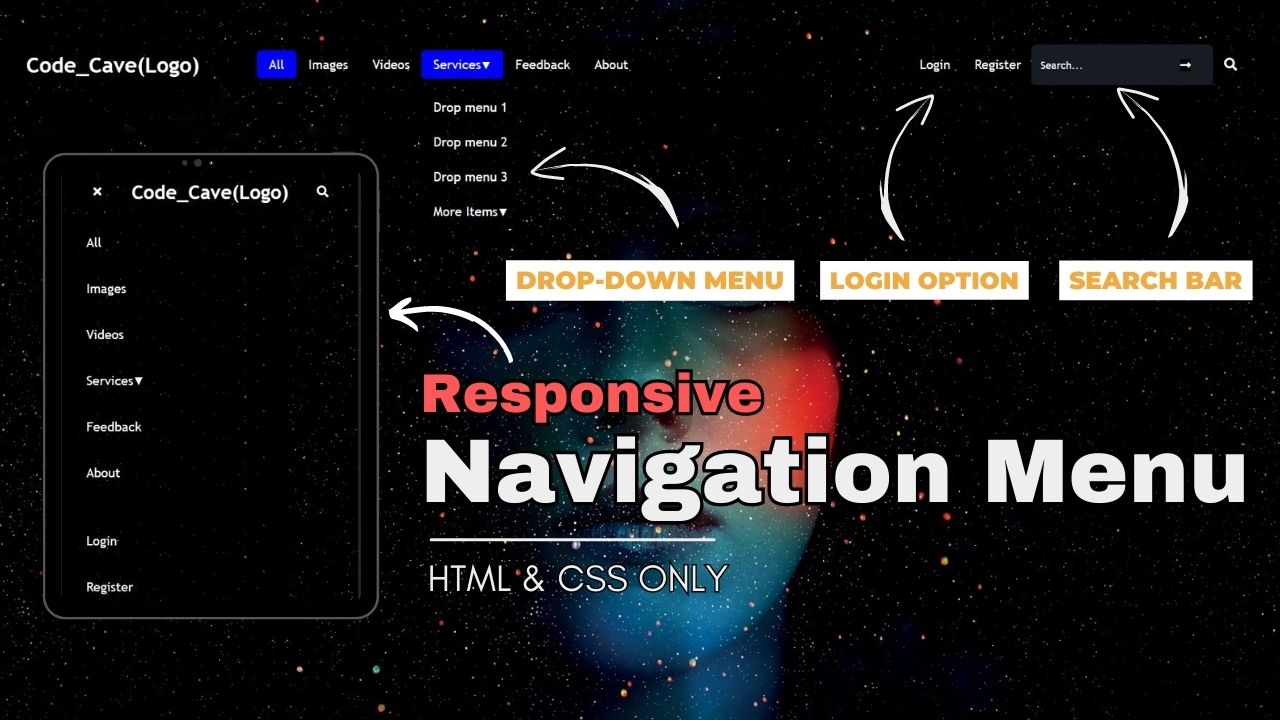 Code_Cave(Logo) All Images Videos Services▼ Feedback About Login Register Search... →
Drop menu 1
Drop menu 2
Drop menu 3
More Items▼
Code_Cave(Logo)
All
Images
Videos
Services▼
Feedback
About
Login
Register
DROP-DOWN MENU
LOGIN OPTION
SEARCH BAR
Responsive
Navigation Menu
HTML & CSS ONLY